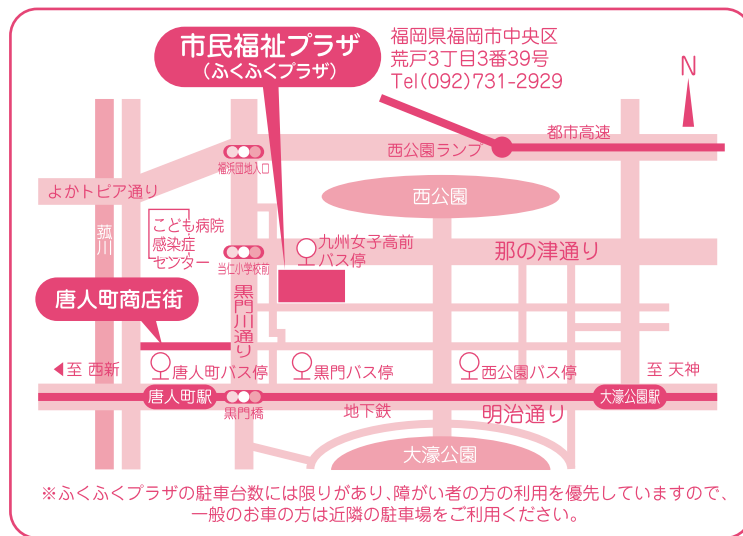 市民福祉プラザ
（ふくふくプラザ）
福岡県福岡市中央区
荒戸3丁目3番39号
Tel(092)731-2929
N
都市高速
西公園ランプ
福浜団地入口
よかトピア通り
西公園
こども病院
感染症
センター
九州女子高前
バス停
那の津通り
当仁小学校前
唐人町商店街
黒門川通り
至 西新
唐人町バス停
黒門バス停
西公園バス停
至 天神
唐人町駅
黒門橋
地下鉄
明治通り
大濠公園駅
大濠公園
※ふくふくプラザの駐車台数には限りがあり、障がい者の方の利用を優先していますので、
一般のお車の方は近隣の駐車場をご利用ください。